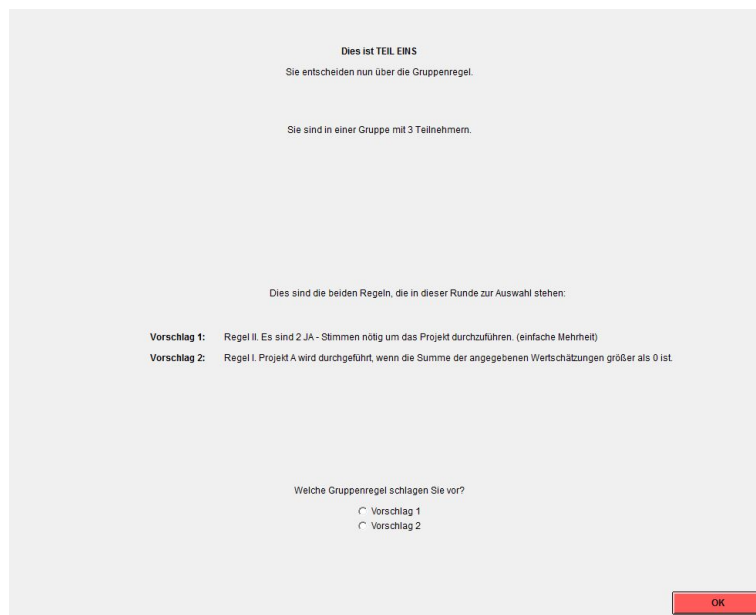 Dies ist TEIL EINS
Sie entscheiden nun über die Gruppenregel.
Sie sind in einer Gruppe mit 3 Teilnehmern.
Dies sind die beiden Regeln, die in dieser Runde zur Auswahl stehen:
Vorschlag 1: Regel II. Es sind 2 JA - Stimmen nötig um das Projekt durchzuführen. (einfache Mehrheit)
Vorschlag 2: Regel I. Projekt A wird durchgeführt, wenn die Summe der angegebenen Wertschätzungen größer als 0 ist.
Welche Gruppenregel schlagen Sie vor?
Vorschlag 1
Vorschlag 2
OK